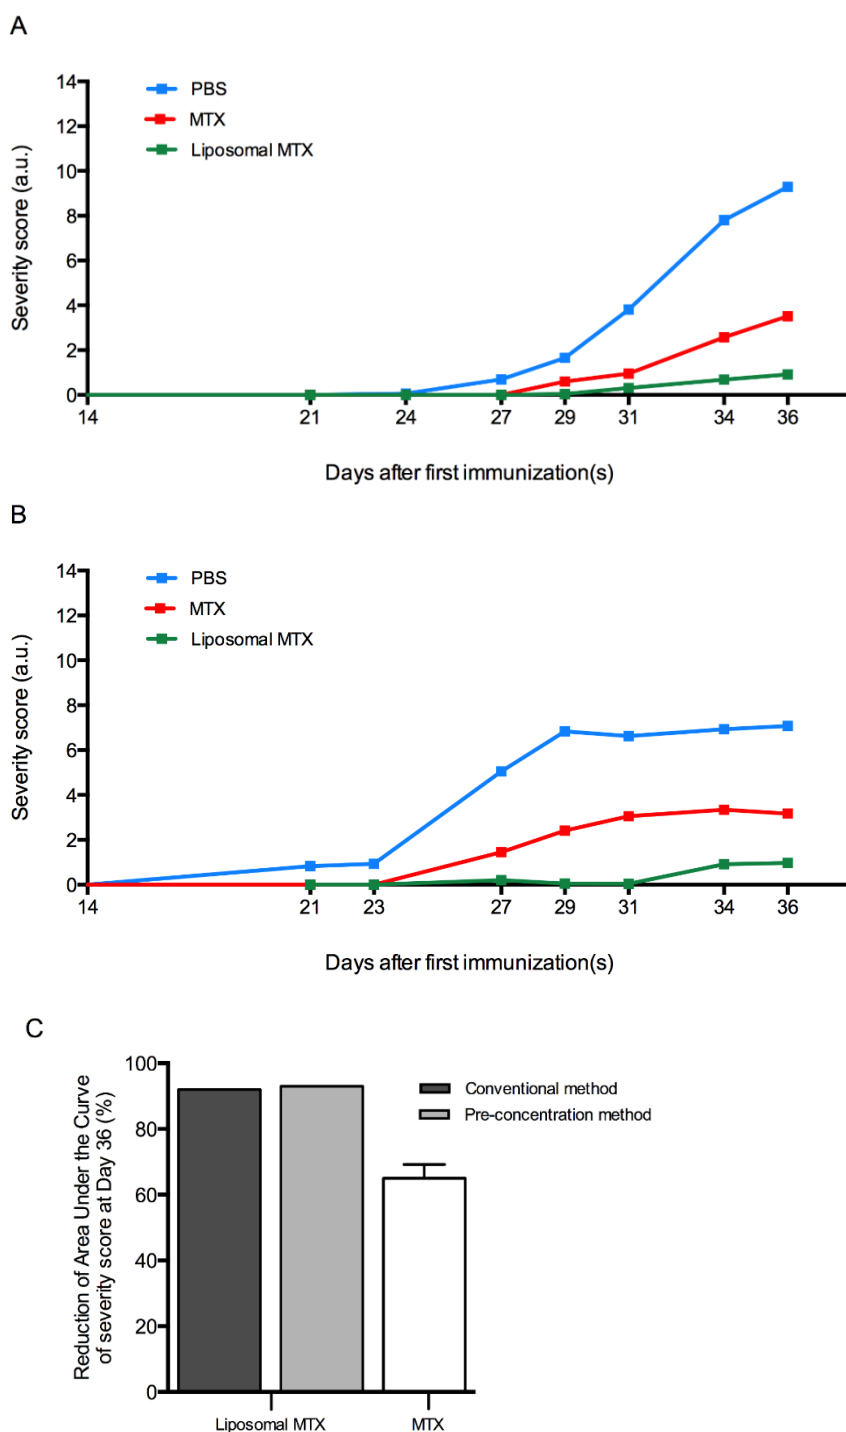 A
14
12
10
8
6
4
2
0
Severity score (a.u.)
PBS
MTX
Liposomal MTX
14 21 24 27 29 31 34 36
Days after first immunization(s)
B
14
12
10
8
6
4
2
0
Severity score (a.u.)
PBS
MTX
Liposomal MTX
14 21 23 27 29 31 34 36
Days after first immunization(s)
C
100
80
60
40
20
0
Reduction of Area Under the Curve
of severity score at Day 36 (%)
Conventional method
Pre-concentration method
Liposomal MTX MTX